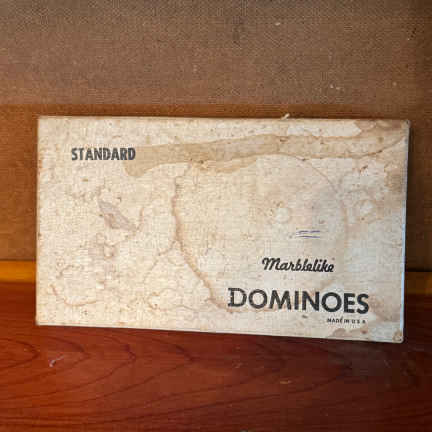 STANDARD
Marblelike
DOMINOES
MADE IN U S A